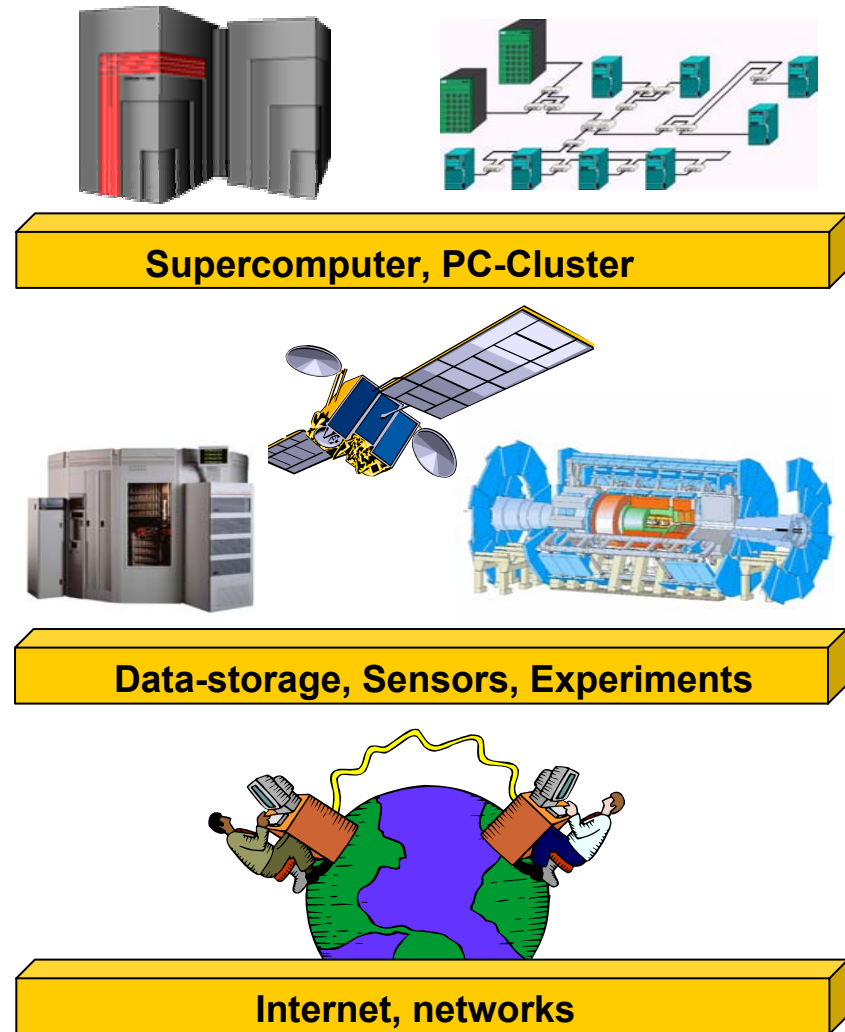 Supercomputer, PC-Cluster
Data-storage, Sensors, Experiments
Internet, networks